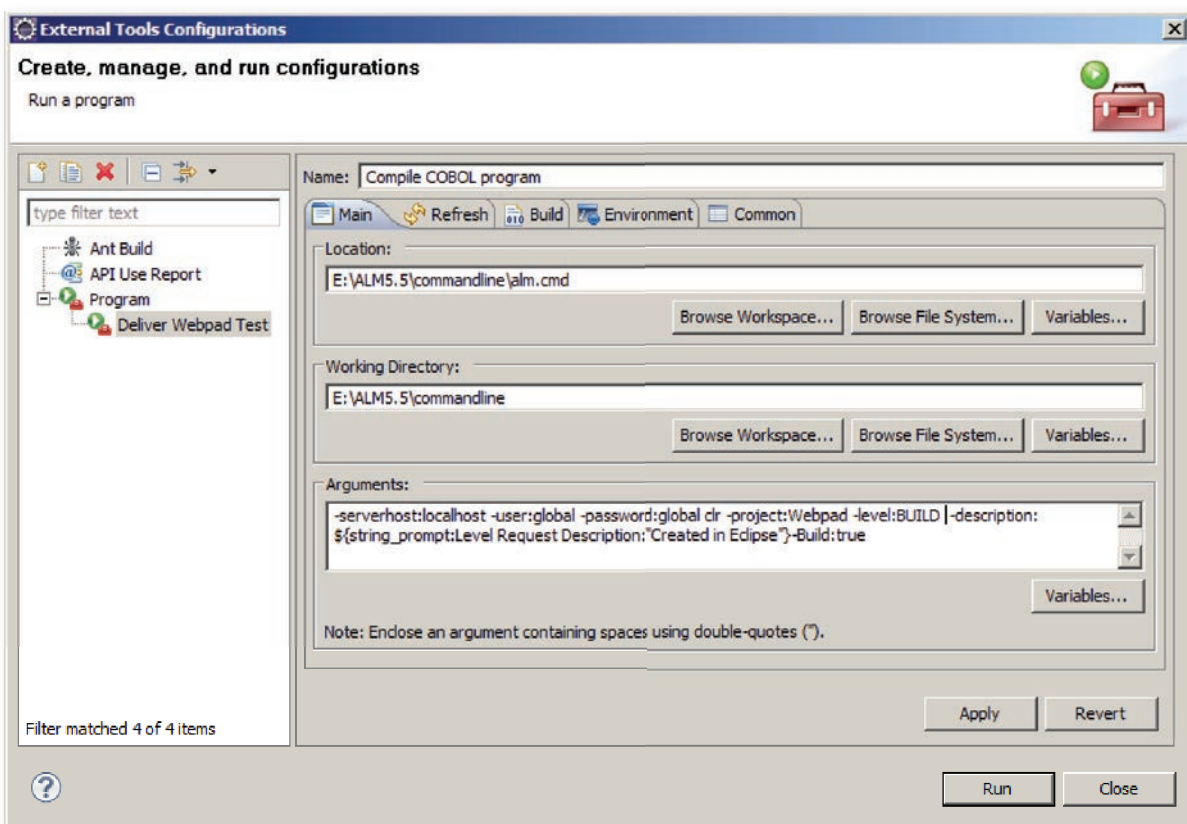 External Tools Configurations
Create, manage, and run configurations
Run a program
type filter text
Ant Build
API Use Report
Program
Deliver Webpad Test
Filter matched 4 of 4 items
Name: Compile COBOL program
Main Refresh Build Environment Common
Location:
E:\ALM5.5\commandline\alm.cmd
Browse Workspace... Browse File System... Variables...
Working Directory:
E:\ALM5.5\commandline
Browse Workspace... Browse File System... Variables...
Arguments:
-serverhost:localhost -user:global -password:global clr -project:Webpad -level:BUILD -description:
${string_prompt:Level Request Description:"Created in Eclipse"}-Build:true
Variables...
Note: Enclose an argument containing spaces using double-quotes (").
Apply Revert
Run Close